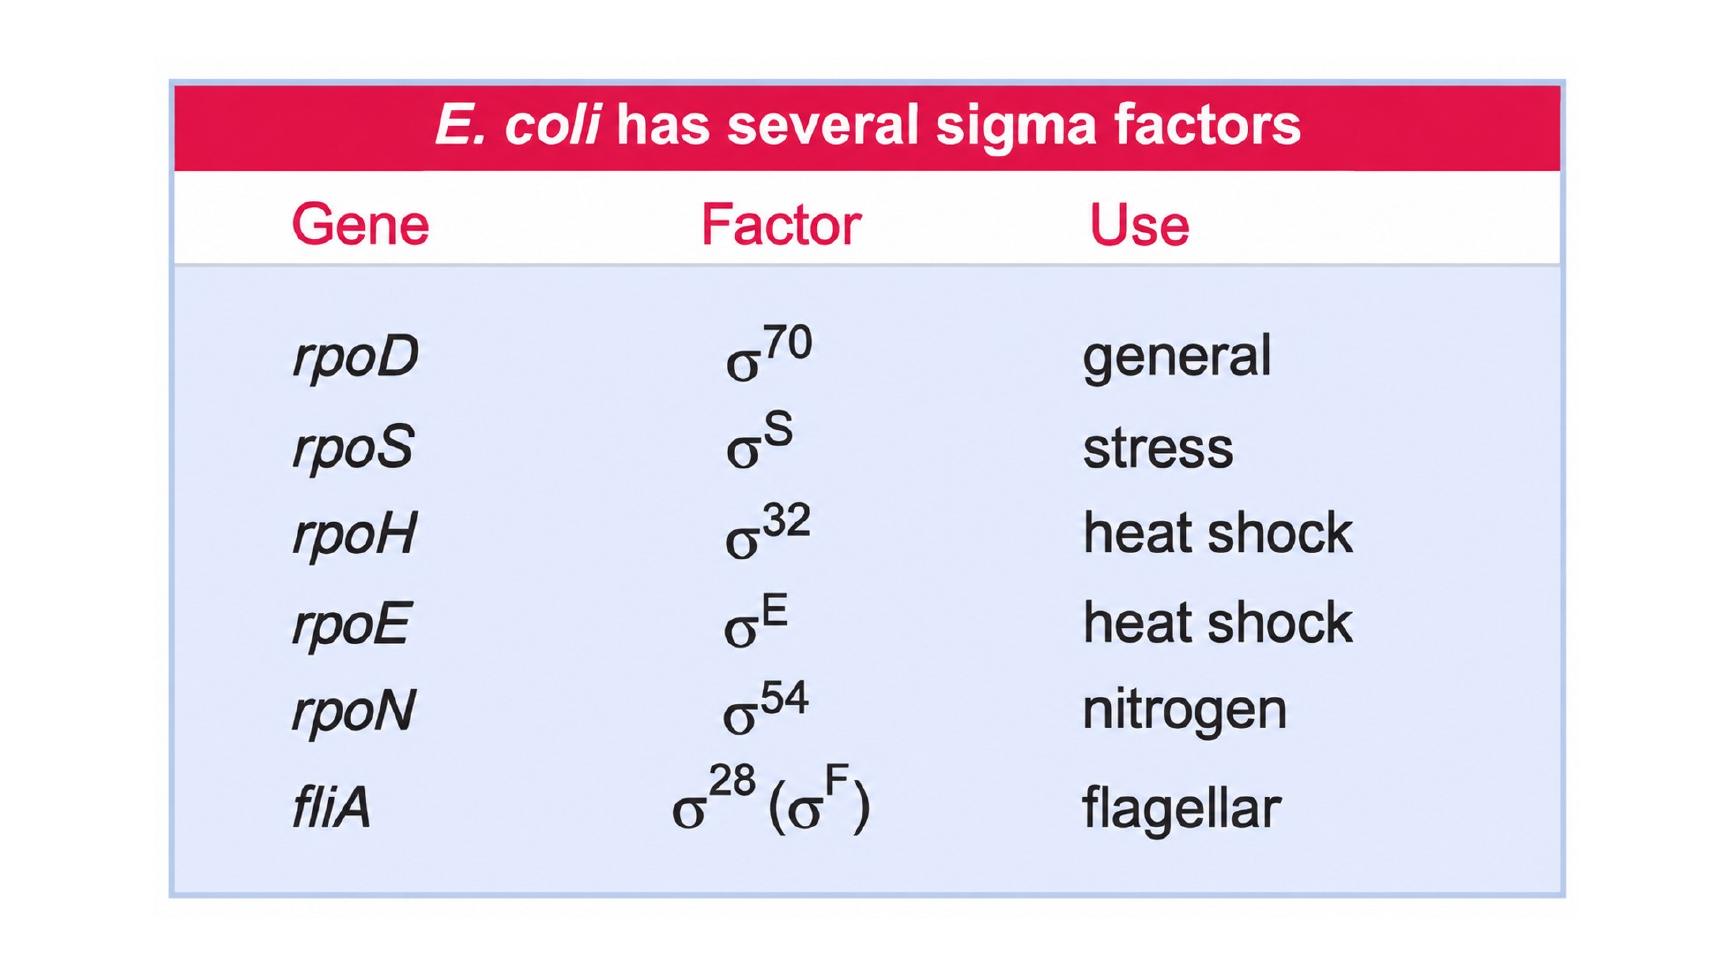 E. coli has several sigma factors
Gene Factor Use
rpoD σ⁷⁰ general
rpoS σˢ stress
rpoH σ³² heat shock
rpoE σᴱ heat shock
rpoN σ⁵⁴ nitrogen
fliA σ²⁸ (σꟳ) flagellar